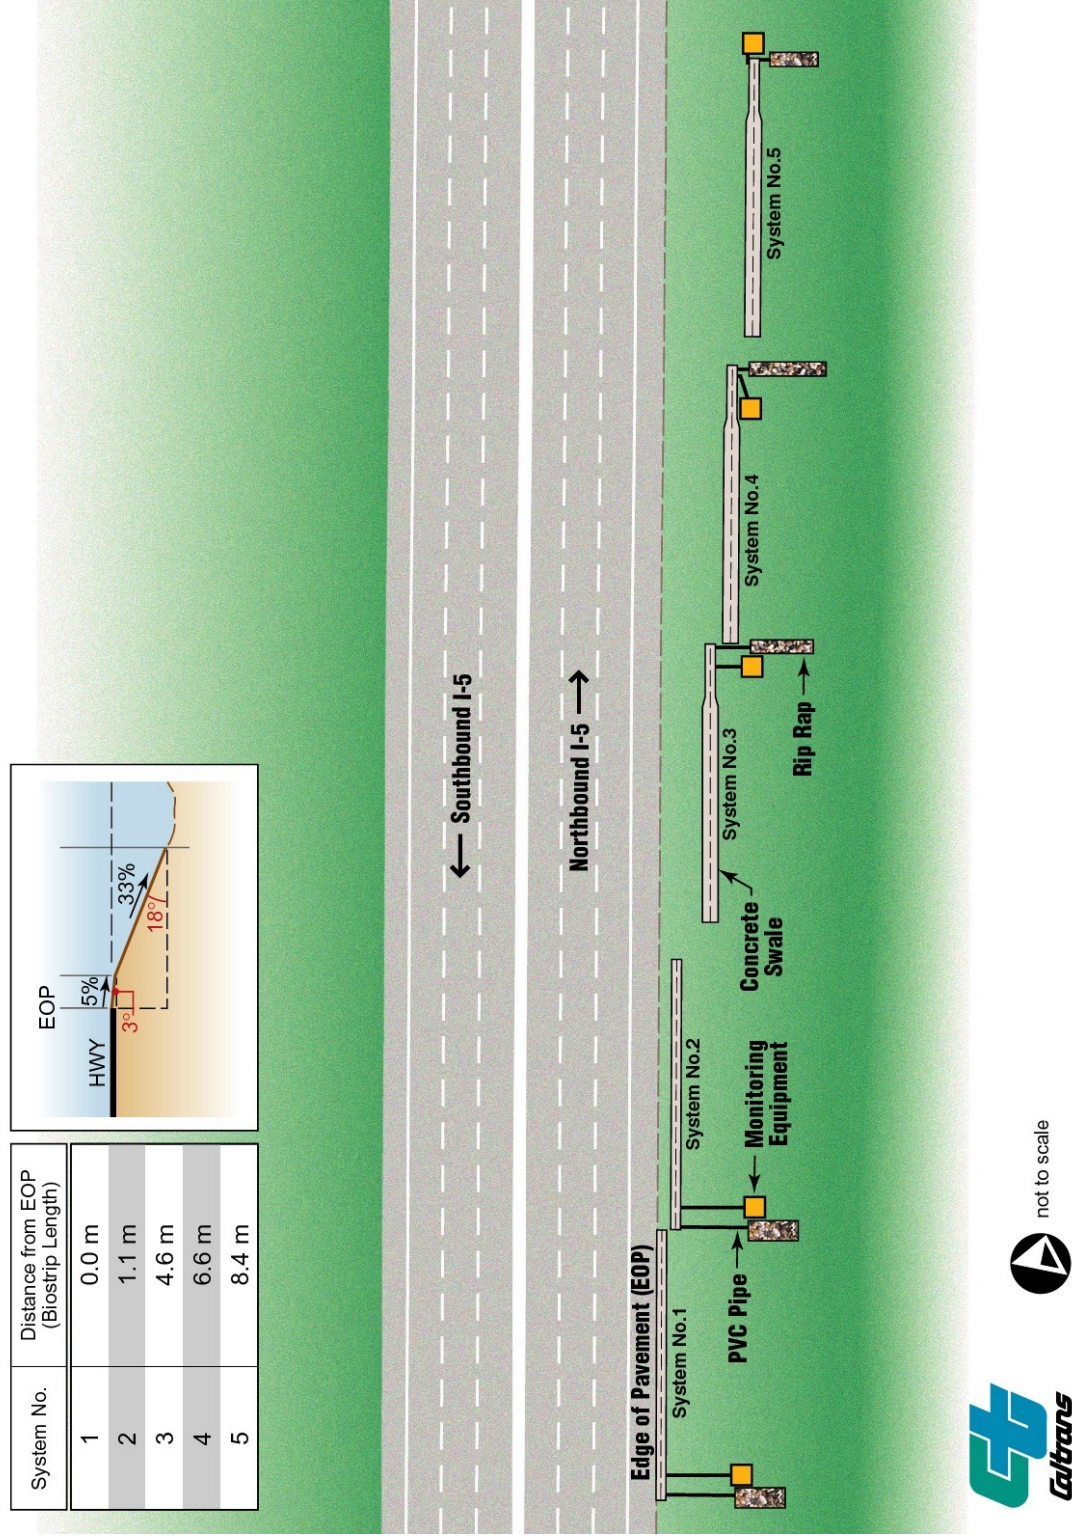 System No.
Distance from EOP
(Biostrip Length)
1
0.0 m
2
1.1 m
3
4.6 m
4
6.6 m
5
8.4 m
EOP
HWY
5%
3°
33%
18°
← Southbound I-5
Northbound I-5 →
Edge of Pavement (EOP)
System No.1
System No.2
System No.3
System No.4
System No.5
PVC Pipe
Monitoring
Equipment
Concrete
Swale
Rip Rap
ct
Caltrans
not to scale